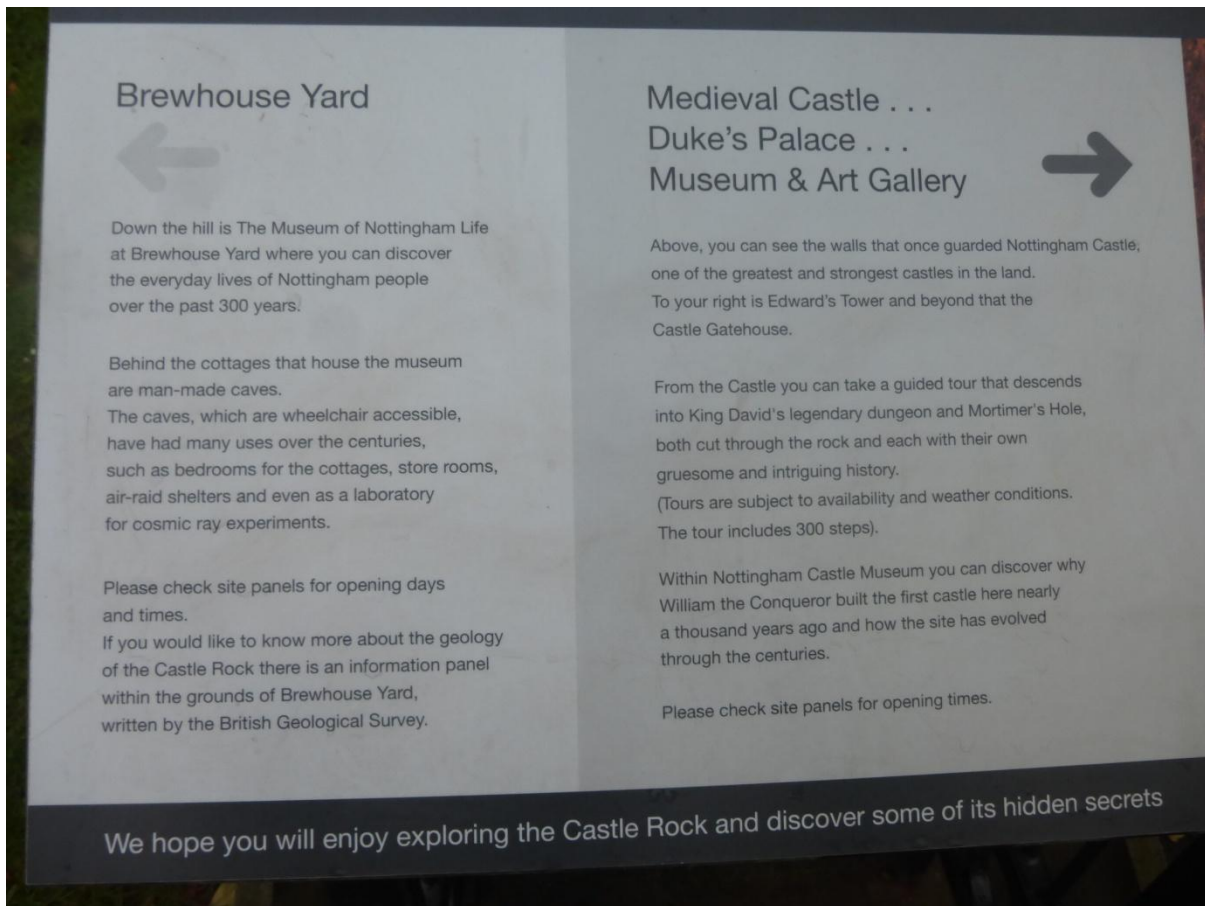 Brewhouse Yard
Down the hill is The Museum of Nottingham Life
at Brewhouse Yard where you can discover
the everyday lives of Nottingham people
over the past 300 years.
Behind the cottages that house the museum
are man-made caves.
The caves, which are wheelchair accessible,
have had many uses over the centuries,
such as bedrooms for the cottages, store rooms,
air-raid shelters and even as a laboratory
for cosmic ray experiments.
Please check site panels for opening days
and times.
If you would like to know more about the geology
of the Castle Rock there is an information panel
within the grounds of Brewhouse Yard,
written by the British Geological Survey.
Medieval Castle . . .
Duke's Palace . . .
Museum & Art Gallery
Above, you can see the walls that once guarded Nottingham Castle,
one of the greatest and strongest castles in the land.
To your right is Edward's Tower and beyond that the
Castle Gatehouse.
From the Castle you can take a guided tour that descends
into King David's legendary dungeon and Mortimer's Hole,
both cut through the rock and each with their own
gruesome and intriguing history.
(Tours are subject to availability and weather conditions.
The tour includes 300 steps).
Within Nottingham Castle Museum you can discover why
William the Conqueror built the first castle here nearly
a thousand years ago and how the site has evolved
through the centuries.
Please check site panels for opening times.
We hope you will enjoy exploring the Castle Rock and discover some of its hidden secrets